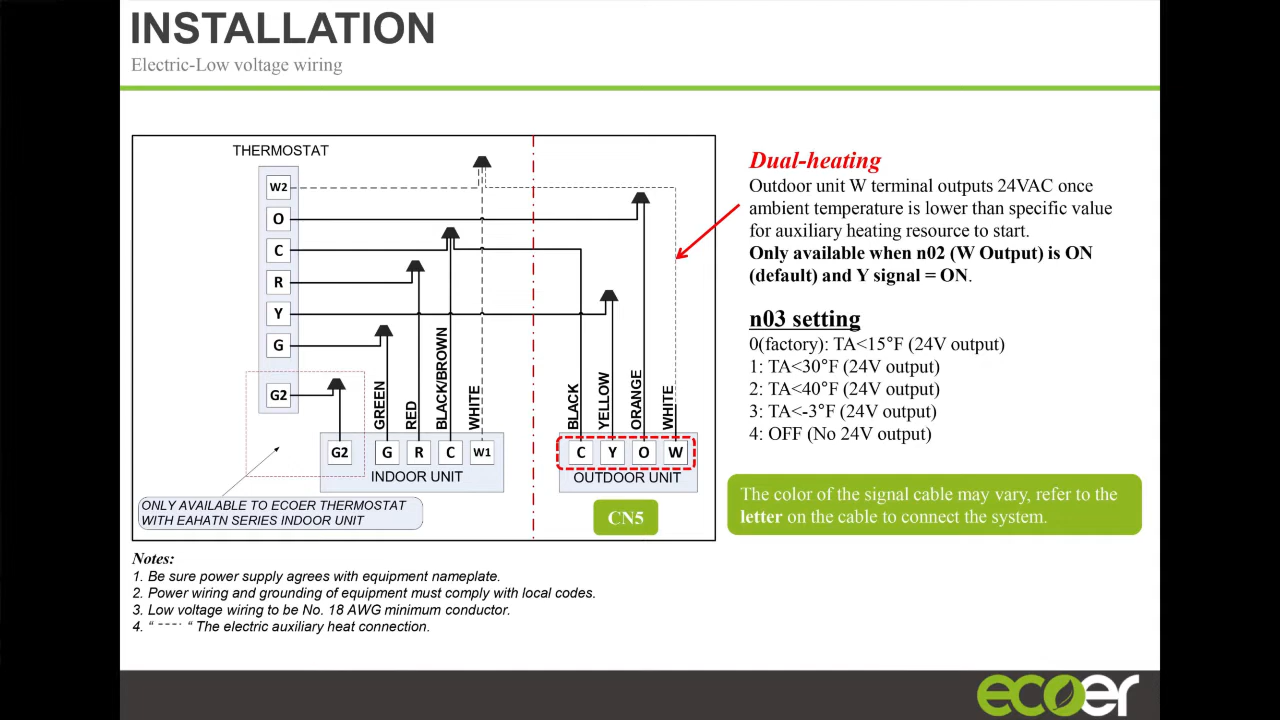 INSTALLATION
Electric-Low voltage wiring
THERMOSTAT
W2
O
C
R
Y
G
G2
GREEN
RED
BLACK/BROWN
WHITE
BLACK
YELLOW
ORANGE
WHITE
G2 G R C W1
INDOOR UNIT
C Y O W
OUTDOOR UNIT
CN5
ONLY AVAILABLE TO ECOER THERMOSTAT
WITH EAHATN SERIES INDOOR UNIT
Dual-heating
Outdoor unit W terminal outputs 24VAC once
ambient temperature is lower than specific value
for auxiliary heating resource to start.
Only available when n02 (W Output) is ON
(default) and Y signal = ON.
n03 setting
0(factory): TA<15°F (24V output)
1: TA<30°F (24V output)
2: TA<40°F (24V output)
3: TA<-3°F (24V output)
4: OFF (No 24V output)
The color of the signal cable may vary, refer to the
letter on the cable to connect the system.
Notes:
1. Be sure power supply agrees with equipment nameplate.
2. Power wiring and grounding of equipment must comply with local codes.
3. Low voltage wiring to be No. 18 AWG minimum conductor.
4. “ ---· “ The electric auxiliary heat connection.
ecoer